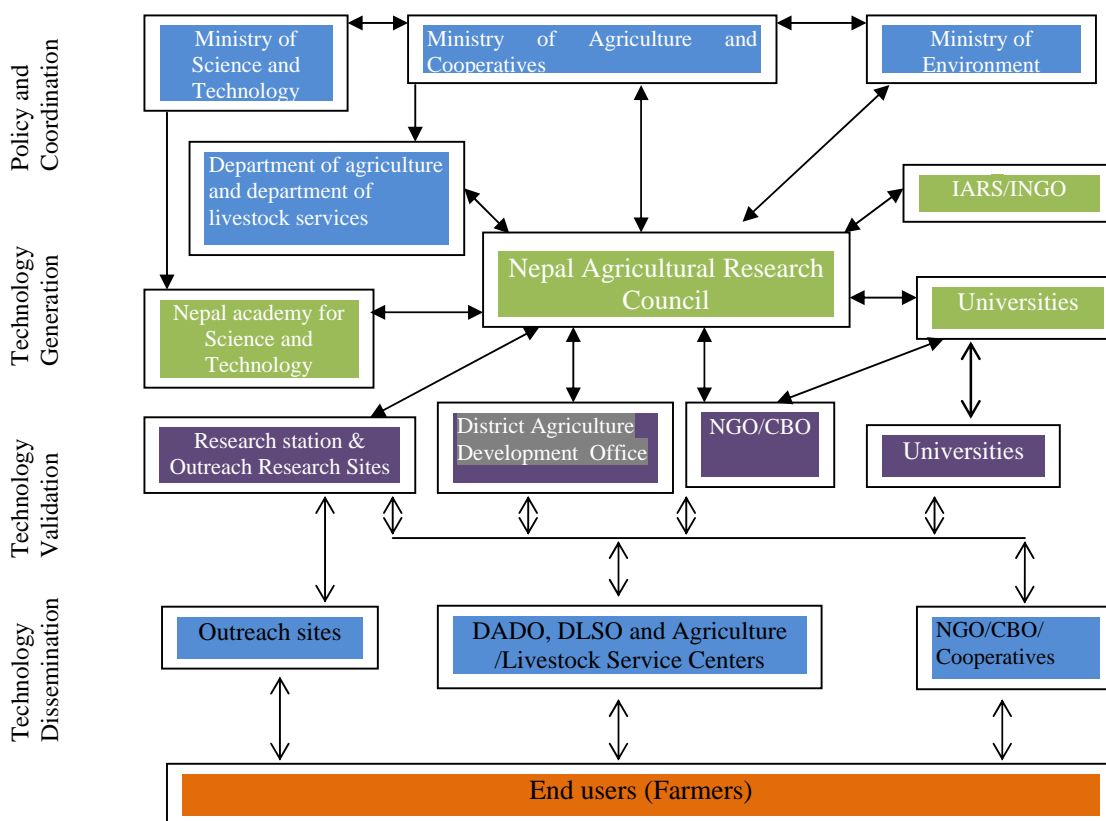 Policy and
Coordination
Ministry of
Science and
Technology
Ministry of Agriculture and
Cooperatives
Ministry of
Environment
Department of agriculture
and department of
livestock services
IARS/INGO
Technology
Generation
Nepal Agricultural Research
Council
Nepal academy for
Science and
Technology
Universities
Technology
Validation
Research station &
Outreach Research Sites
District Agriculture
Development Office
NGO/CBO
Universities
Technology
Dissemination
Outreach sites
DADO, DLSO and Agriculture
/Livestock Service Centers
NGO/CBO/
Cooperatives
End users (Farmers)